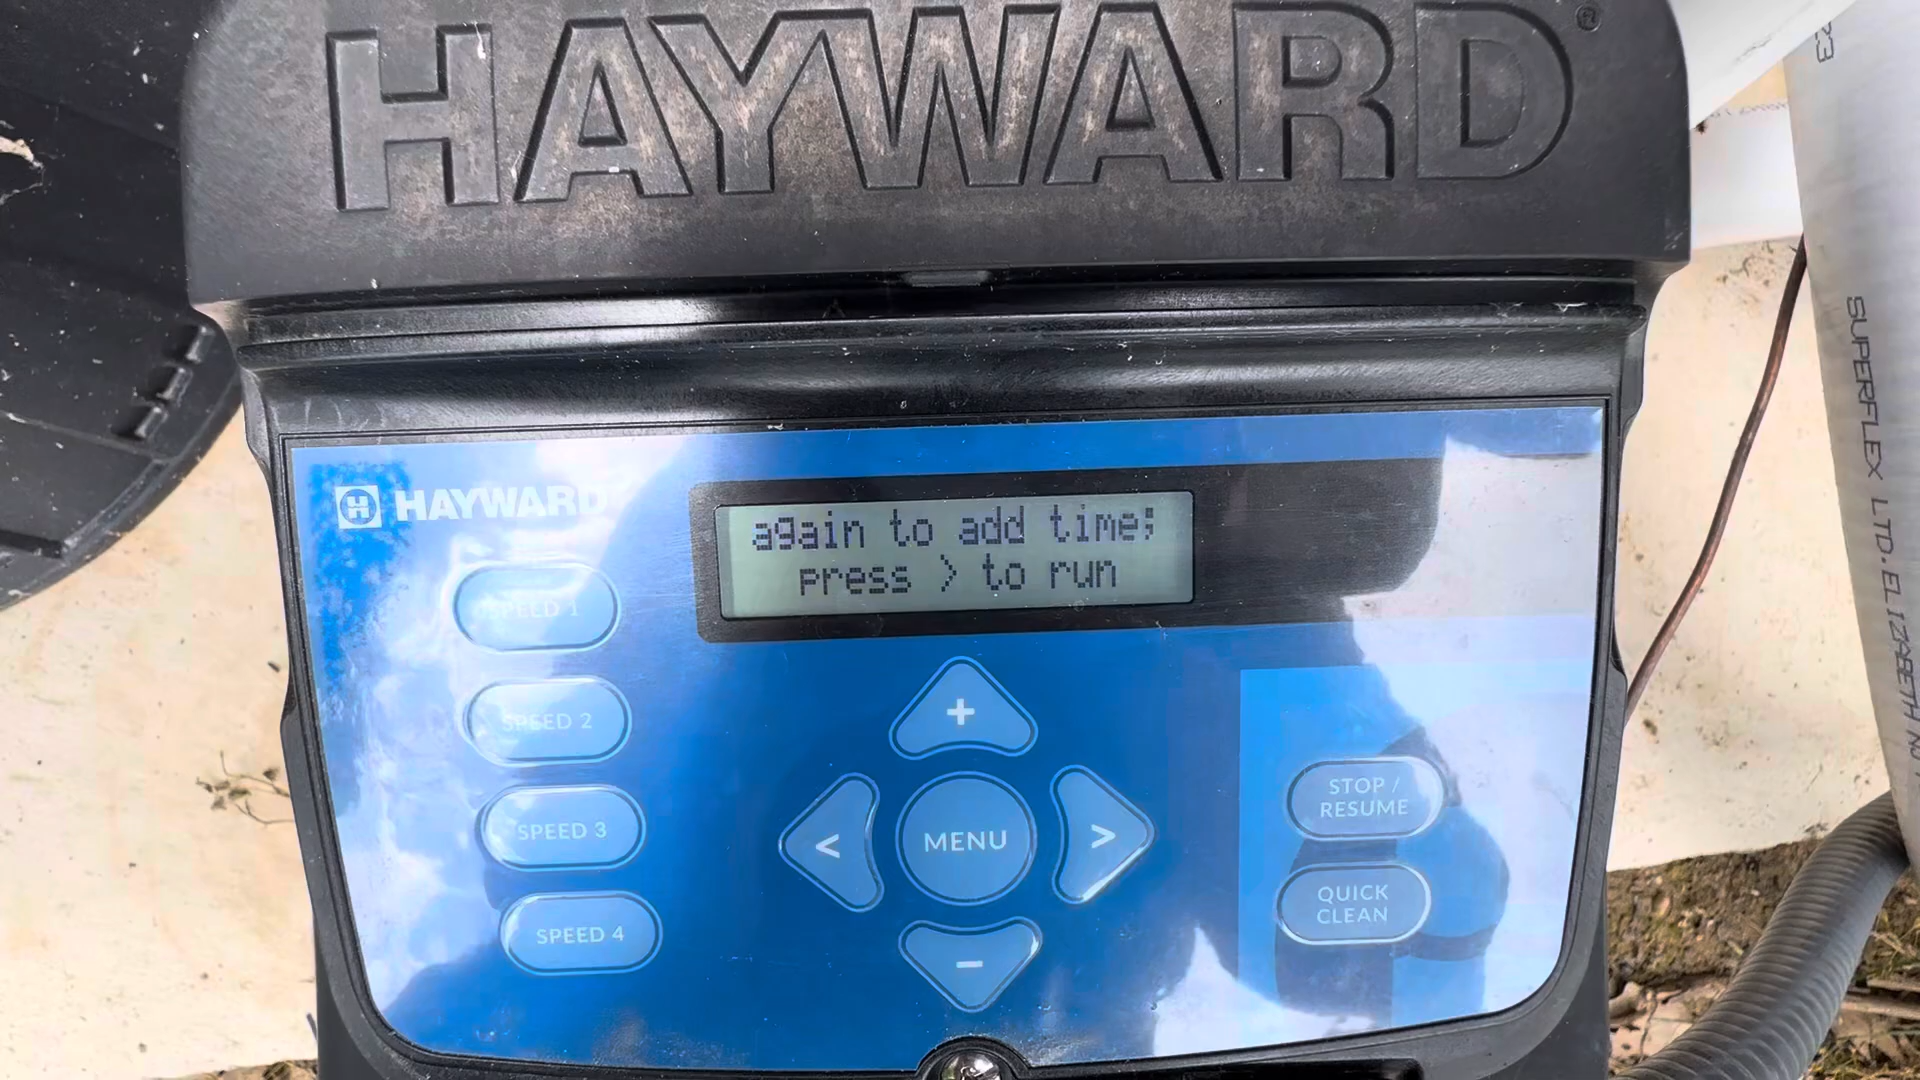 HAYWARD®
HAYWARD
again to add time;
press > to run
SPEED 1
SPEED 2
SPEED 3
SPEED 4
+
<
MENU
>
−
STOP /
RESUME
QUICK
CLEAN
23
SUPERFLEX LTD. ELIZABETH NJ